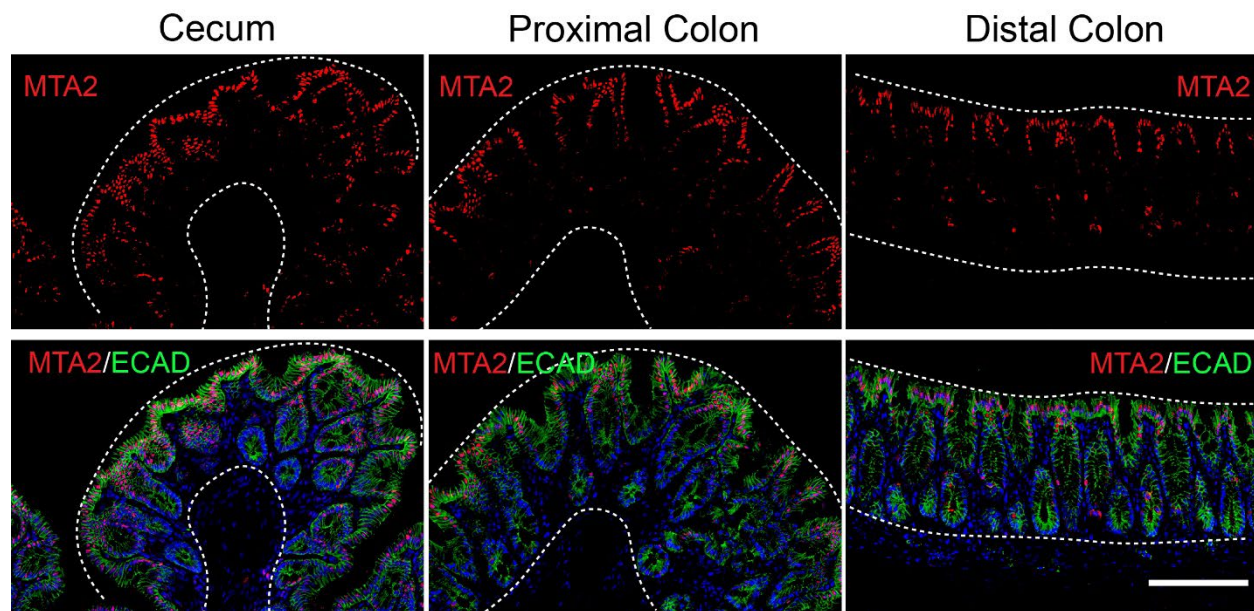 Cecum
Proximal Colon
Distal Colon
MTA2
MTA2
MTA2
MTA2/ECAD
MTA2/ECAD
MTA2/ECAD